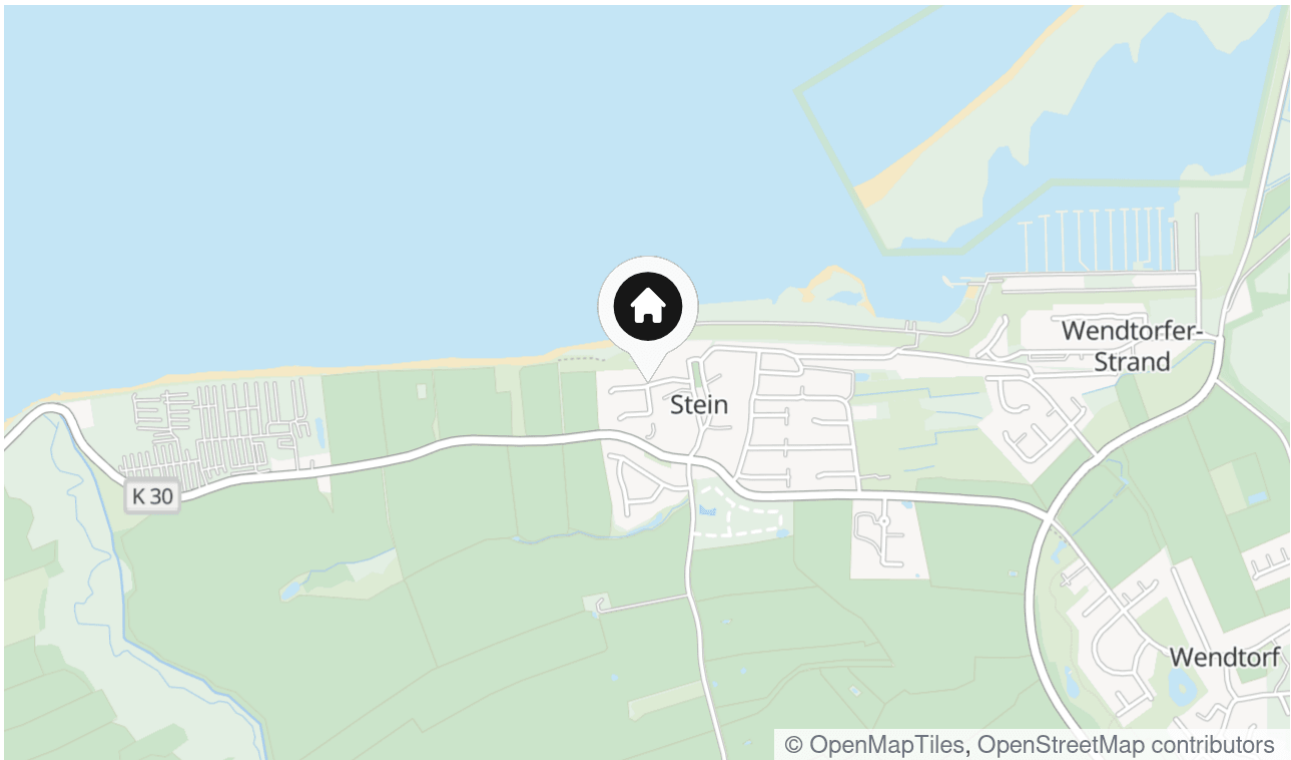 Wendtorfer-
Strand
Stein
K 30
Wendtorf
© OpenMapTiles, OpenStreetMap contributors